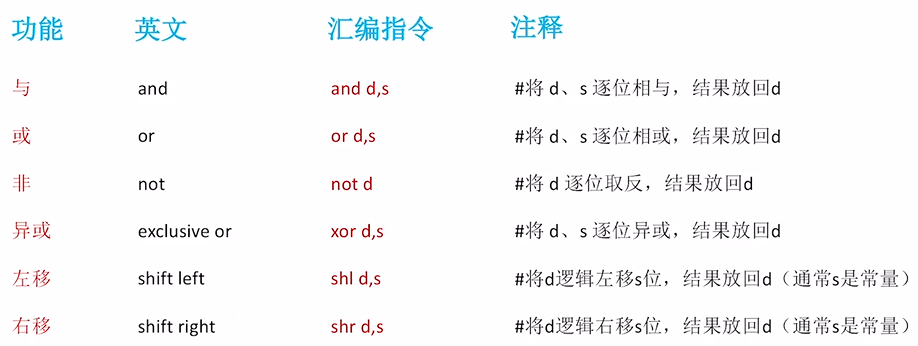 功能 英文 汇编指令 注释
与 and and d,s #将 d、s 逐位相与，结果放回d
或 or or d,s #将 d、s 逐位相或，结果放回d
非 not not d #将 d 逐位取反，结果放回d
异或 exclusive or xor d,s #将 d、s 逐位异或，结果放回d
左移 shift left shl d,s #将d逻辑左移s位，结果放回d（通常s是常量）
右移 shift right shr d,s #将d逻辑右移s位，结果放回d（通常s是常量）